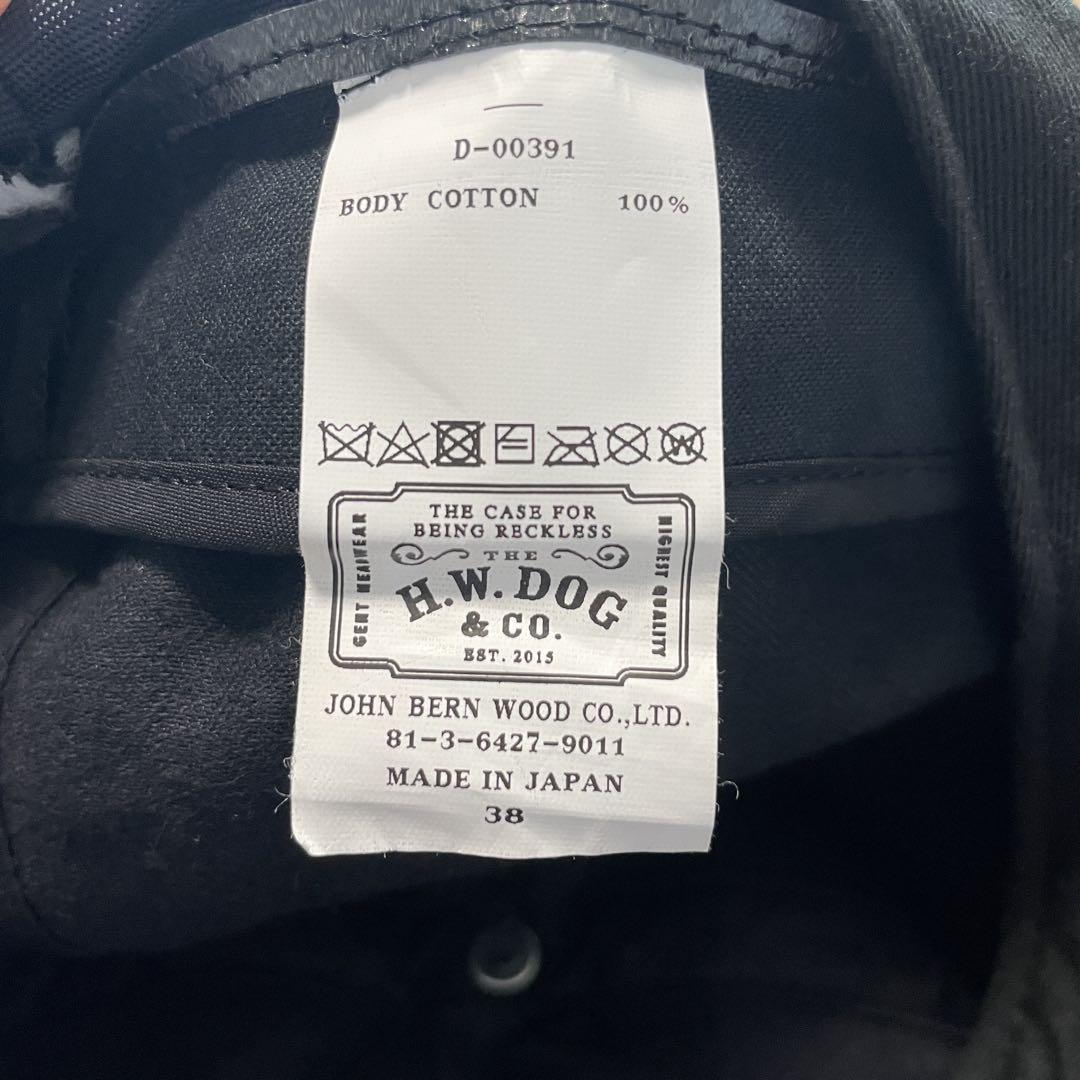 D-00391
BODY COTTON 100%
W
THE CASE FOR
BEING RECKLESS
THE
H.W.DOG
& CO.
EST. 2015
GENT HEADWEAR
HIGHEST QUALITY
JOHN BERN WOOD CO.,LTD.
81-3-6427-9011
MADE IN JAPAN
38